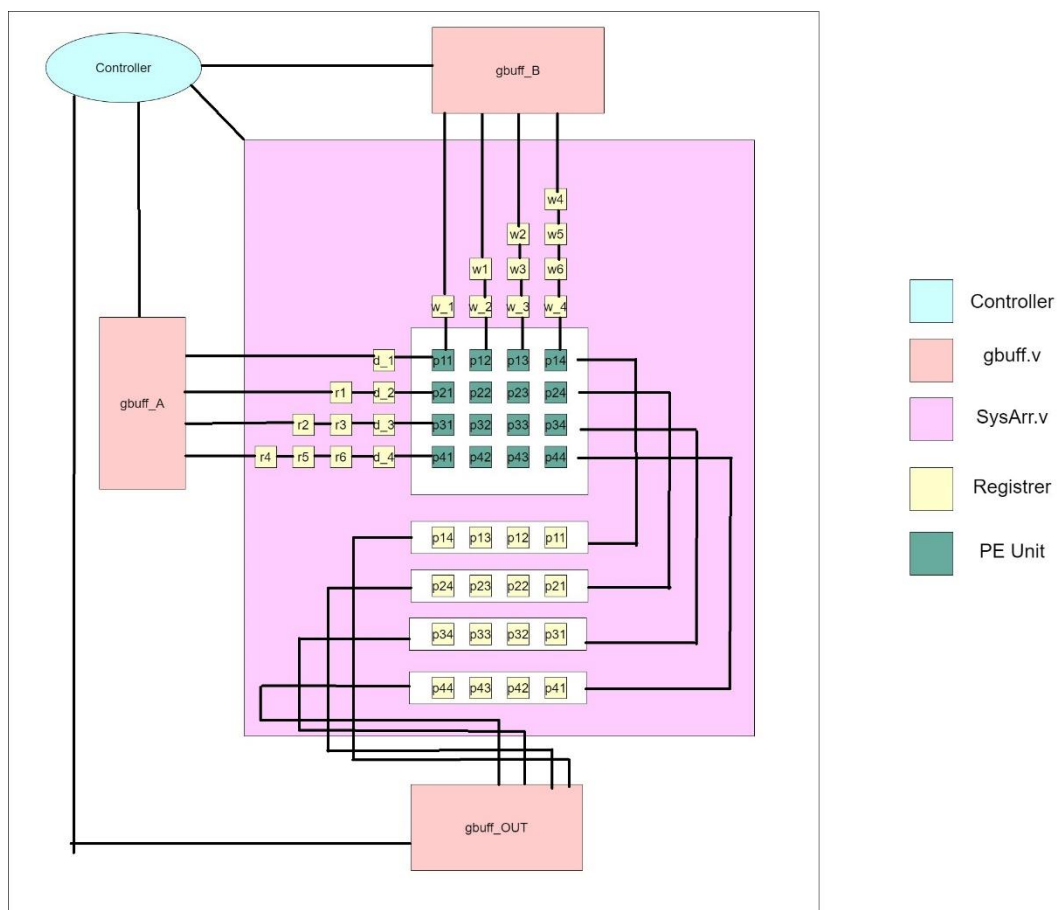 Controller
gbuff_B
w4
w2 w5
w1 w3 w6
w_1 w_2 w_3 w_4
gbuff_A
d_1 p11 p12 p13 p14
r1 d_2 p21 p22 p23 p24
r2 r3 d_3 p31 p32 p33 p34
r4 r5 r6 d_4 p41 p42 p43 p44
p14 p13 p12 p11
p24 p23 p22 p21
p34 p33 p32 p31
p44 p43 p42 p41
gbuff_OUT
Controller
gbuff.v
SysArr.v
Registrer
PE Unit